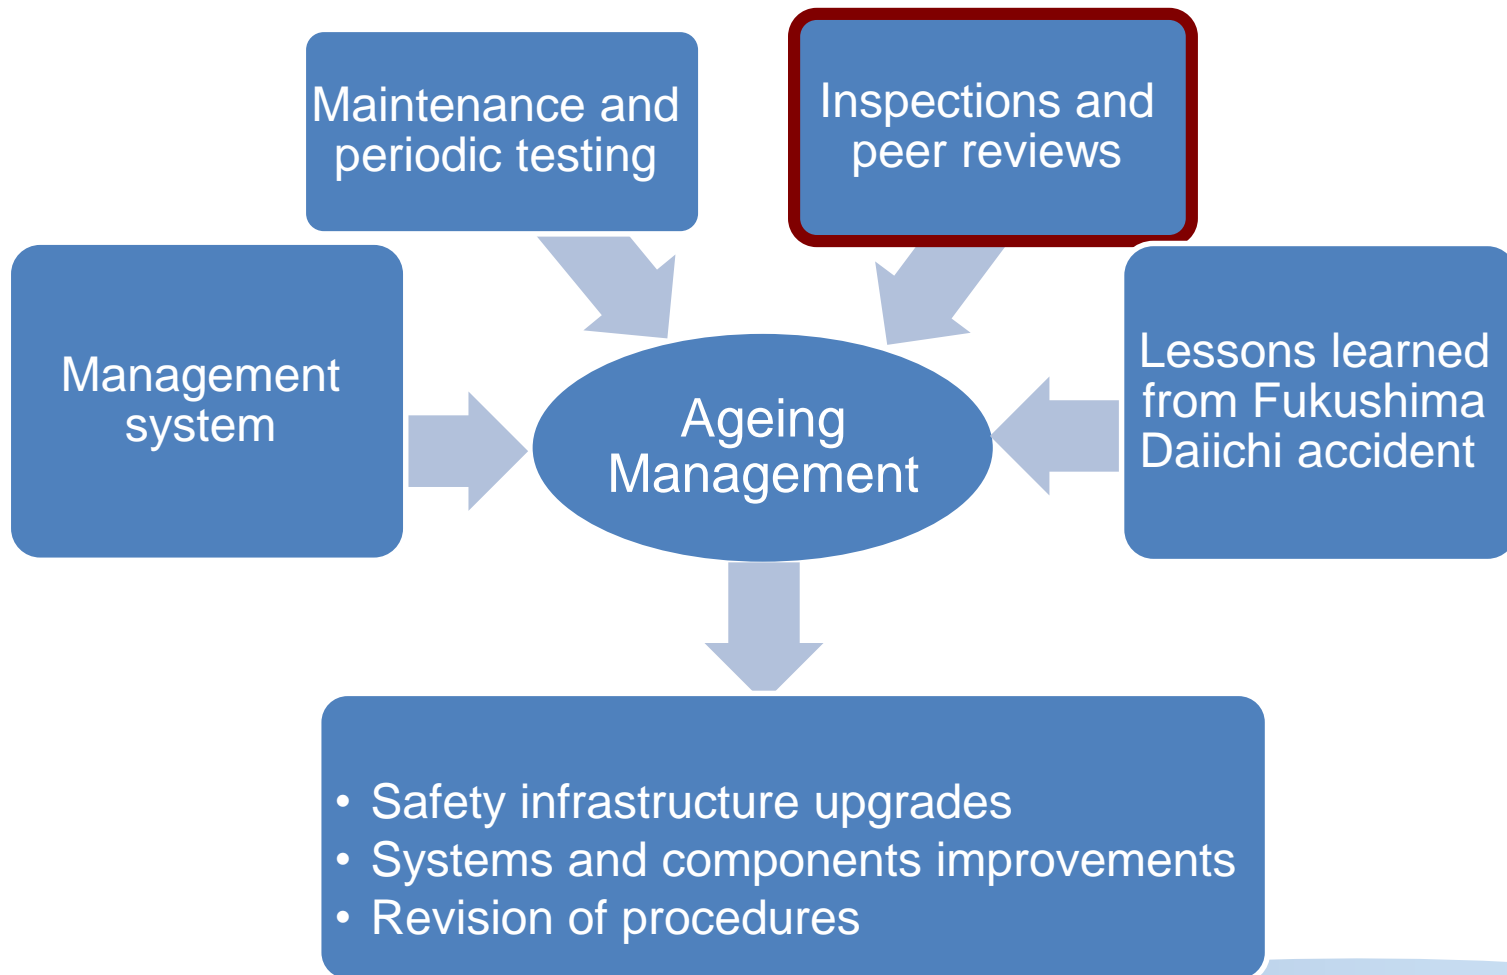 Maintenance and
periodic testing
Inspections and
peer reviews
Management
system
Ageing
Management
Lessons learned
from Fukushima
Daiichi accident
• Safety infrastructure upgrades
• Systems and components improvements
• Revision of procedures